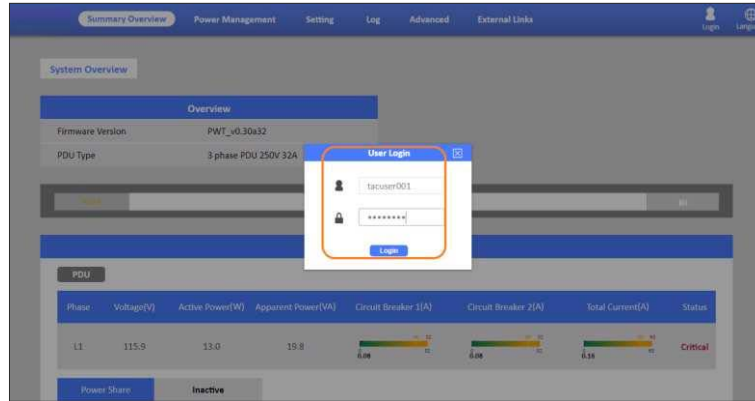 Summary Overview Power Management Setting Log Advanced External Links
Login
System Overview
Overview
Firmware Version PWT_v0.30a32
PDU Type 3 phase PDU 250V 32A
User Login
tacuser001
••••••••
Login
PDU
Phase Voltage(V) Active Power(W) Apparent Power(VA) Circuit Breaker 1(A) Circuit Breaker 2(A) Total Current(A) Status
L1 115.9 13.0 19.8 0.08 0.08 0.16 Critical
Power Share Inactive